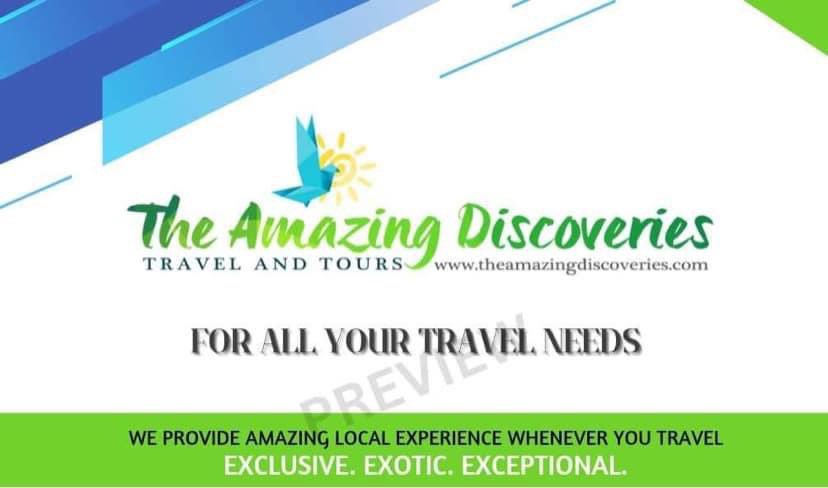 The Amazing Discoveries
TRAVEL AND TOURS www.theamazingdiscoveries.com
FOR ALL YOUR TRAVEL NEEDS
PREVIEW
WE PROVIDE AMAZING LOCAL EXPERIENCE WHENEVER YOU TRAVEL
EXCLUSIVE. EXOTIC. EXCEPTIONAL.